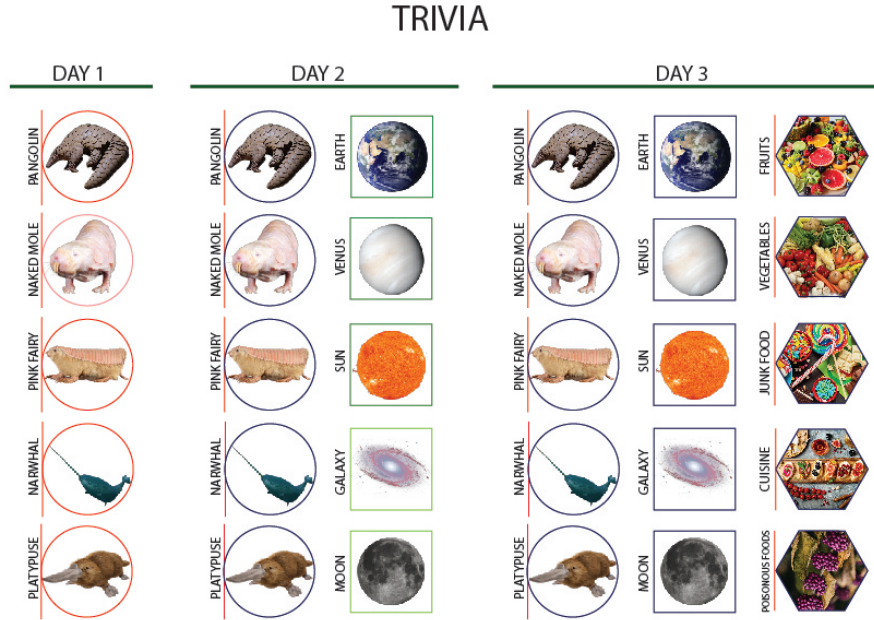 TRIVIA
DAY 1
DAY 2
DAY 3
PANGOLIN
NAKED MOLE
PINK FAIRY
NARWHAL
PLATYPUSE
PANGOLIN
EARTH
NAKED MOLE
VENUS
PINK FAIRY
SUN
NARWHAL
GALAXY
PLATYPUSE
MOON
PANGOLIN
EARTH
FRUITS
NAKED MOLE
VENUS
VEGETABLES
PINK FAIRY
SUN
JUNK FOOD
NARWHAL
GALAXY
CUISINE
PLATYPUSE
MOON
POISONOUS FOODS